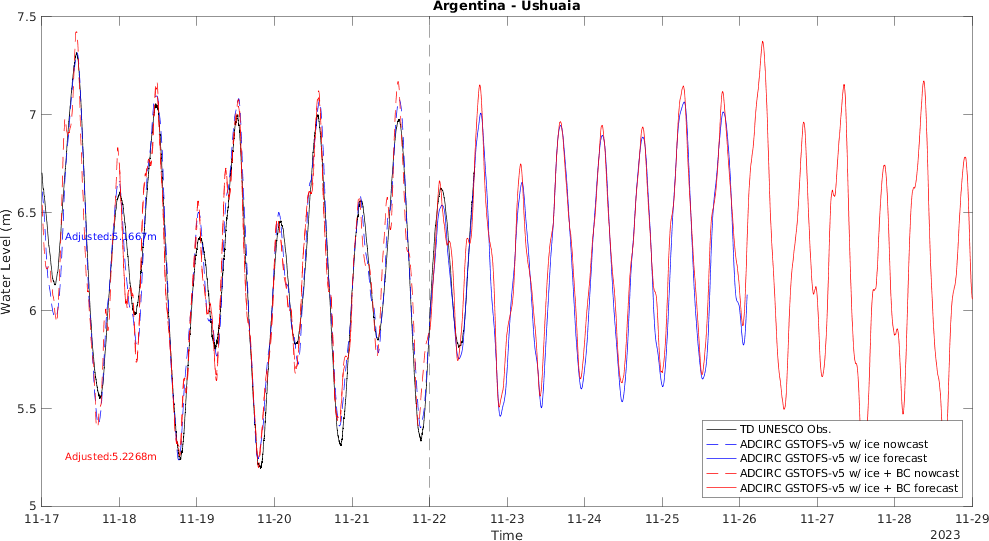 Argentina - Ushuaia
7.5
7
6.5
6
5.5
5
Water Level (m)
Adjusted:5.1667m
Adjusted:5.2268m
TD UNESCO Obs.
ADCIRC GSTOFS-v5 w/ ice nowcast
ADCIRC GSTOFS-v5 w/ ice forecast
ADCIRC GSTOFS-v5 w/ ice + BC nowcast
ADCIRC GSTOFS-v5 w/ ice + BC forecast
11-17 11-18 11-19 11-20 11-21 11-22 11-23 11-24 11-25 11-26 11-27 11-28 11-29
Time
2023